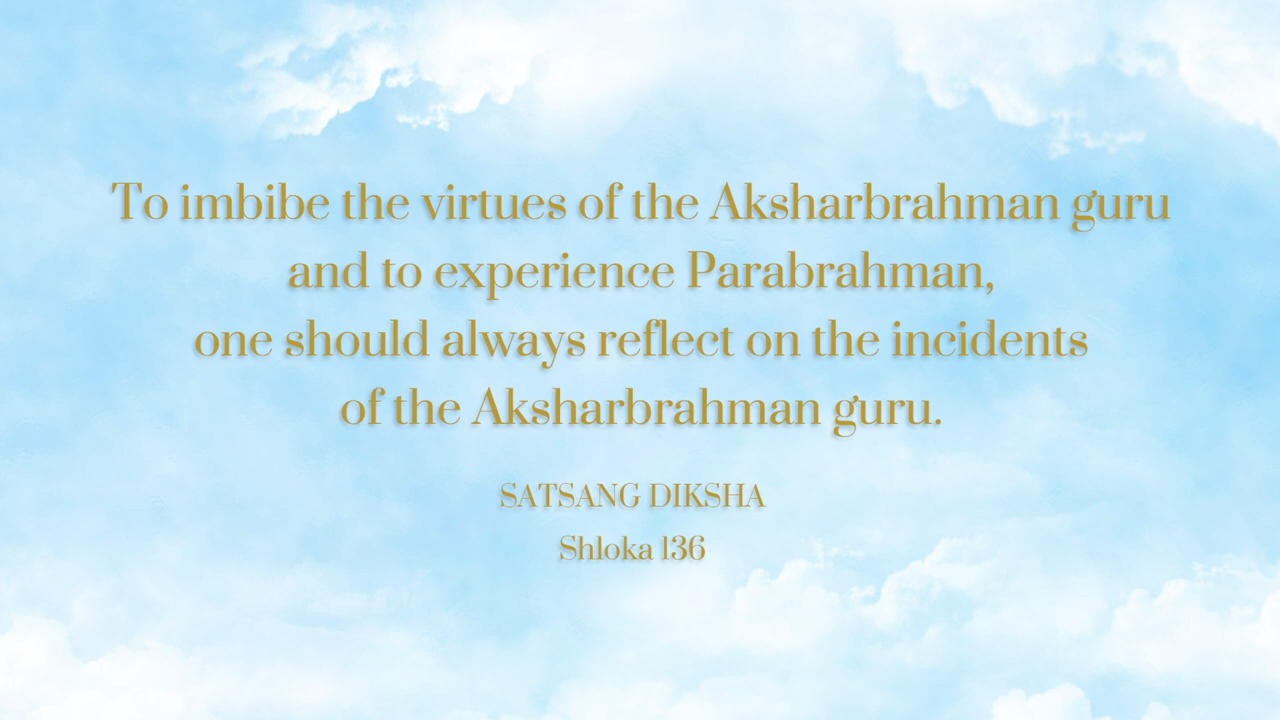 To imbibe the virtues of the Aksharbrahman guru
and to experience Parabrahman,
one should always reflect on the incidents
of the Aksharbrahman guru.
SATSANG DIKSHA
Shloka 136